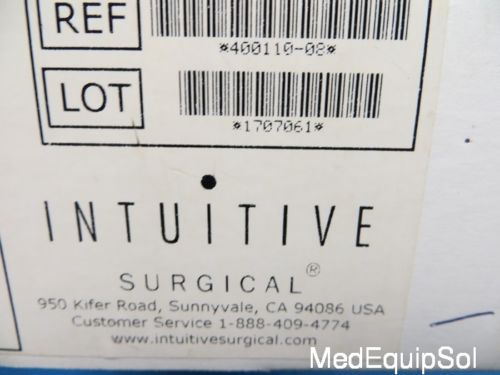 REF
*400110-08*
LOT
*1707061*
INTUITIVE
SURGICAL®
950 Kifer Road, Sunnyvale, CA 94086 USA
Customer Service 1-888-409-4774
www.intuitivesurgical.com
MedEquipSol